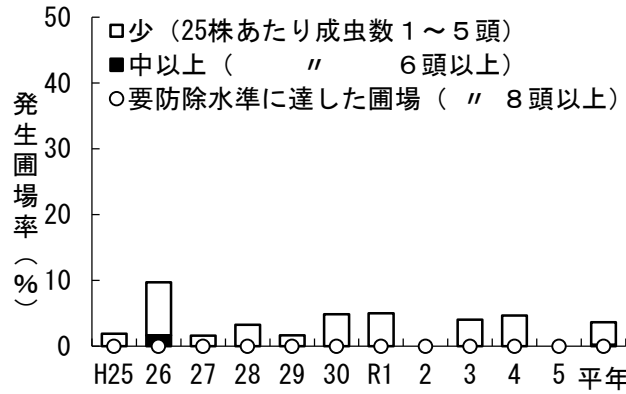 □少（25株あたり成虫数１～５頭）
■中以上（　　〃　　６頭以上）
○要防除水準に達した圃場（　〃　８頭以上）
発生圃場率（%）
50
40
30
20
10
0
H25 26 27 28 29 30 R1 2 3 4 5 平年